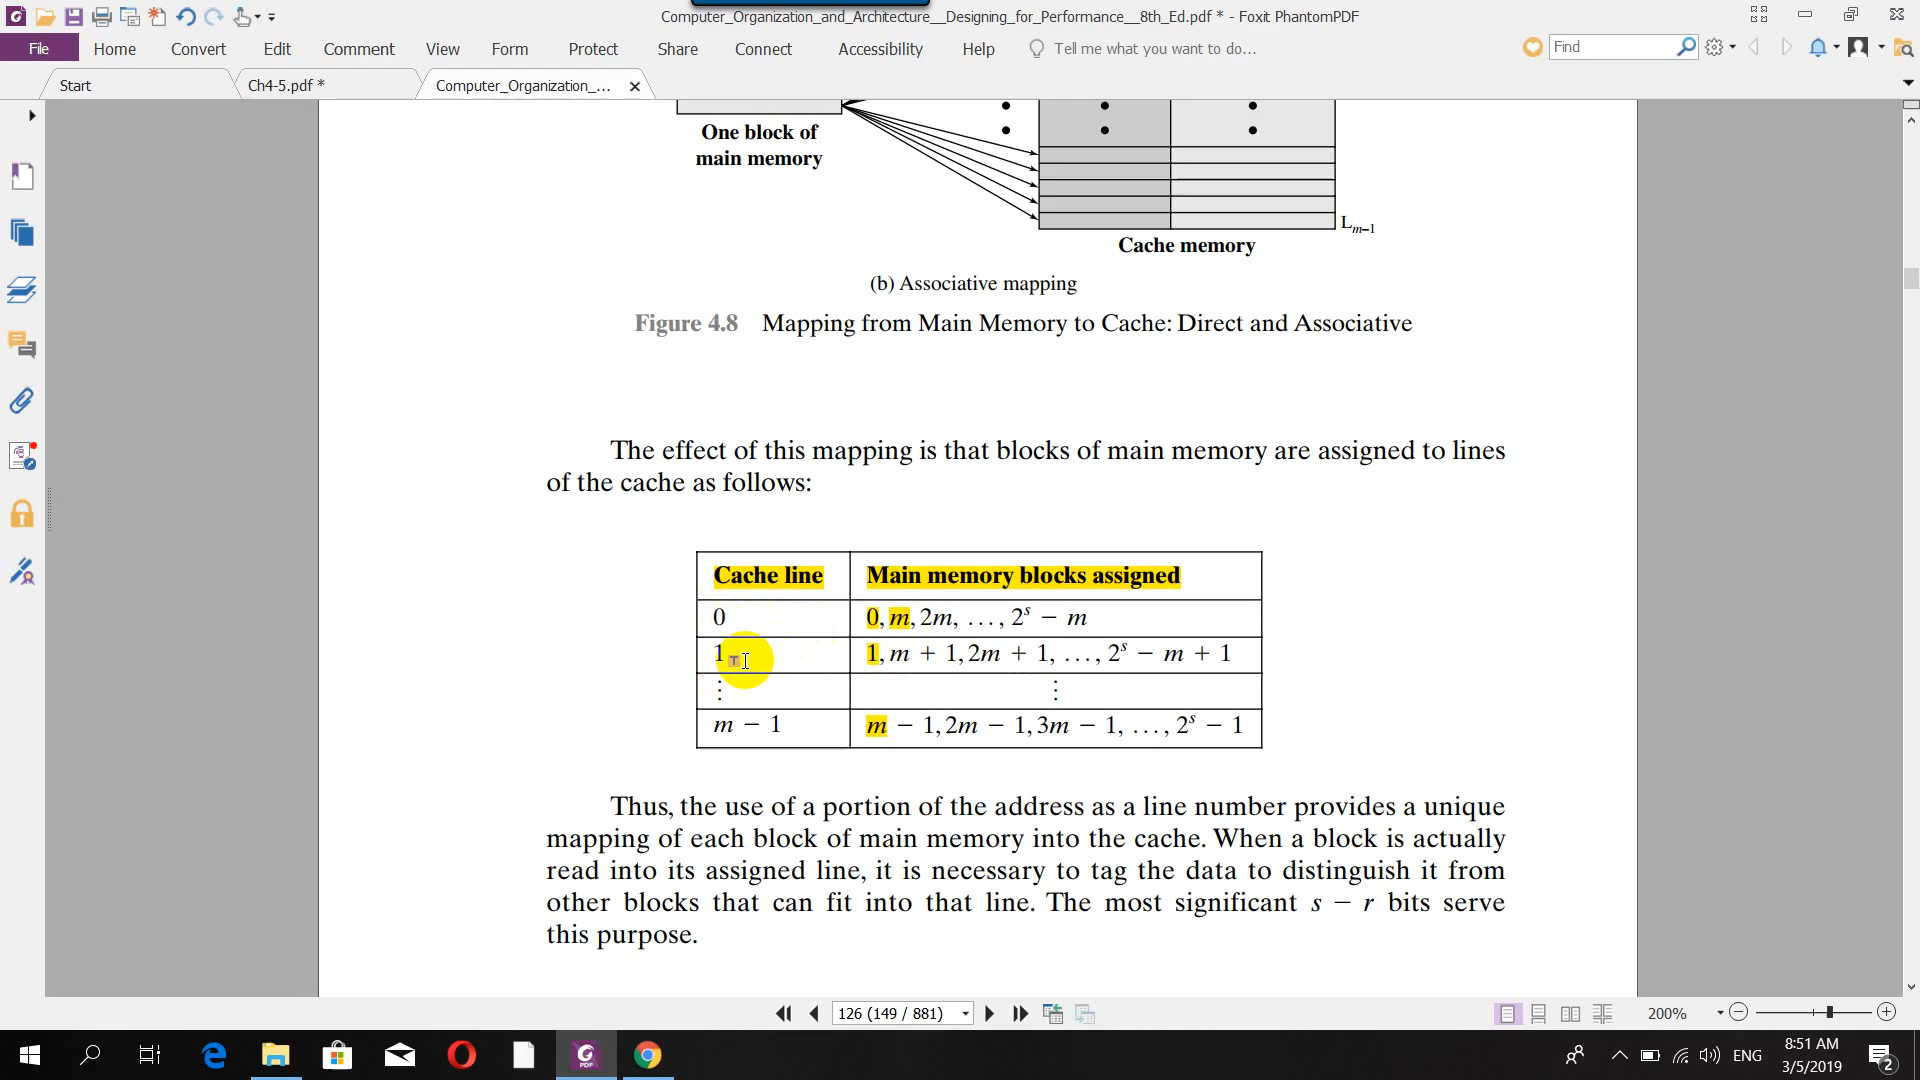 Computer_Organization_and_Architecture__Designing_for_Performance__8th_Ed.pdf * - Foxit PhantomPDF
File Home Convert Edit Comment View Form Protect Share Connect Accessibility Help Tell me what you want to do... Find
Start Ch4-5.pdf * Computer_Organization_...
One block of
main memory
Lm−1
Cache memory
(b) Associative mapping
Figure 4.8 Mapping from Main Memory to Cache: Direct and Associative
The effect of this mapping is that blocks of main memory are assigned to lines
of the cache as follows:
Cache line Main memory blocks assigned
0 0, m, 2m, …, 2ˢ − m
1 1, m + 1, 2m + 1, …, 2ˢ − m + 1
⋮ ⋮
m − 1 m − 1, 2m − 1, 3m − 1, …, 2ˢ − 1
Thus, the use of a portion of the address as a line number provides a unique
mapping of each block of main memory into the cache. When a block is actually
read into its assigned line, it is necessary to tag the data to distinguish it from
other blocks that can fit into that line. The most significant s − r bits serve
this purpose.
126 (149 / 881) 200%
PDF
ENG 8:51 AM
3/5/2019 2